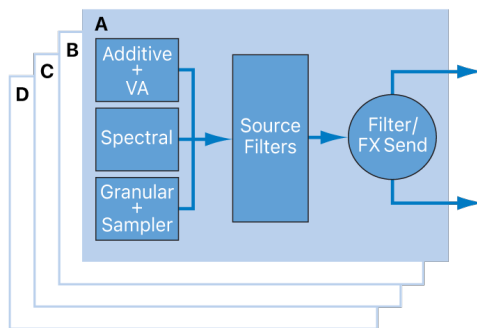 A
B
C
D
Additive
+
VA
Spectral
Granular
+
Sampler
Source
Filters
Filter/
FX Send